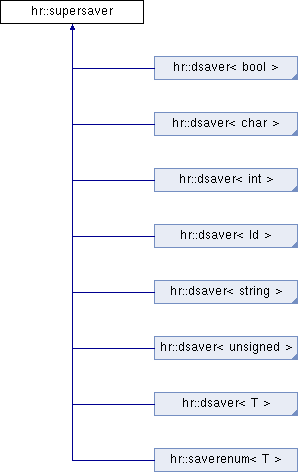 hr::supersaver
hr::dsaver< bool >
hr::dsaver< char >
hr::dsaver< int >
hr::dsaver< ld >
hr::dsaver< string >
hr::dsaver< unsigned >
hr::dsaver< T >
hr::saverenum< T >